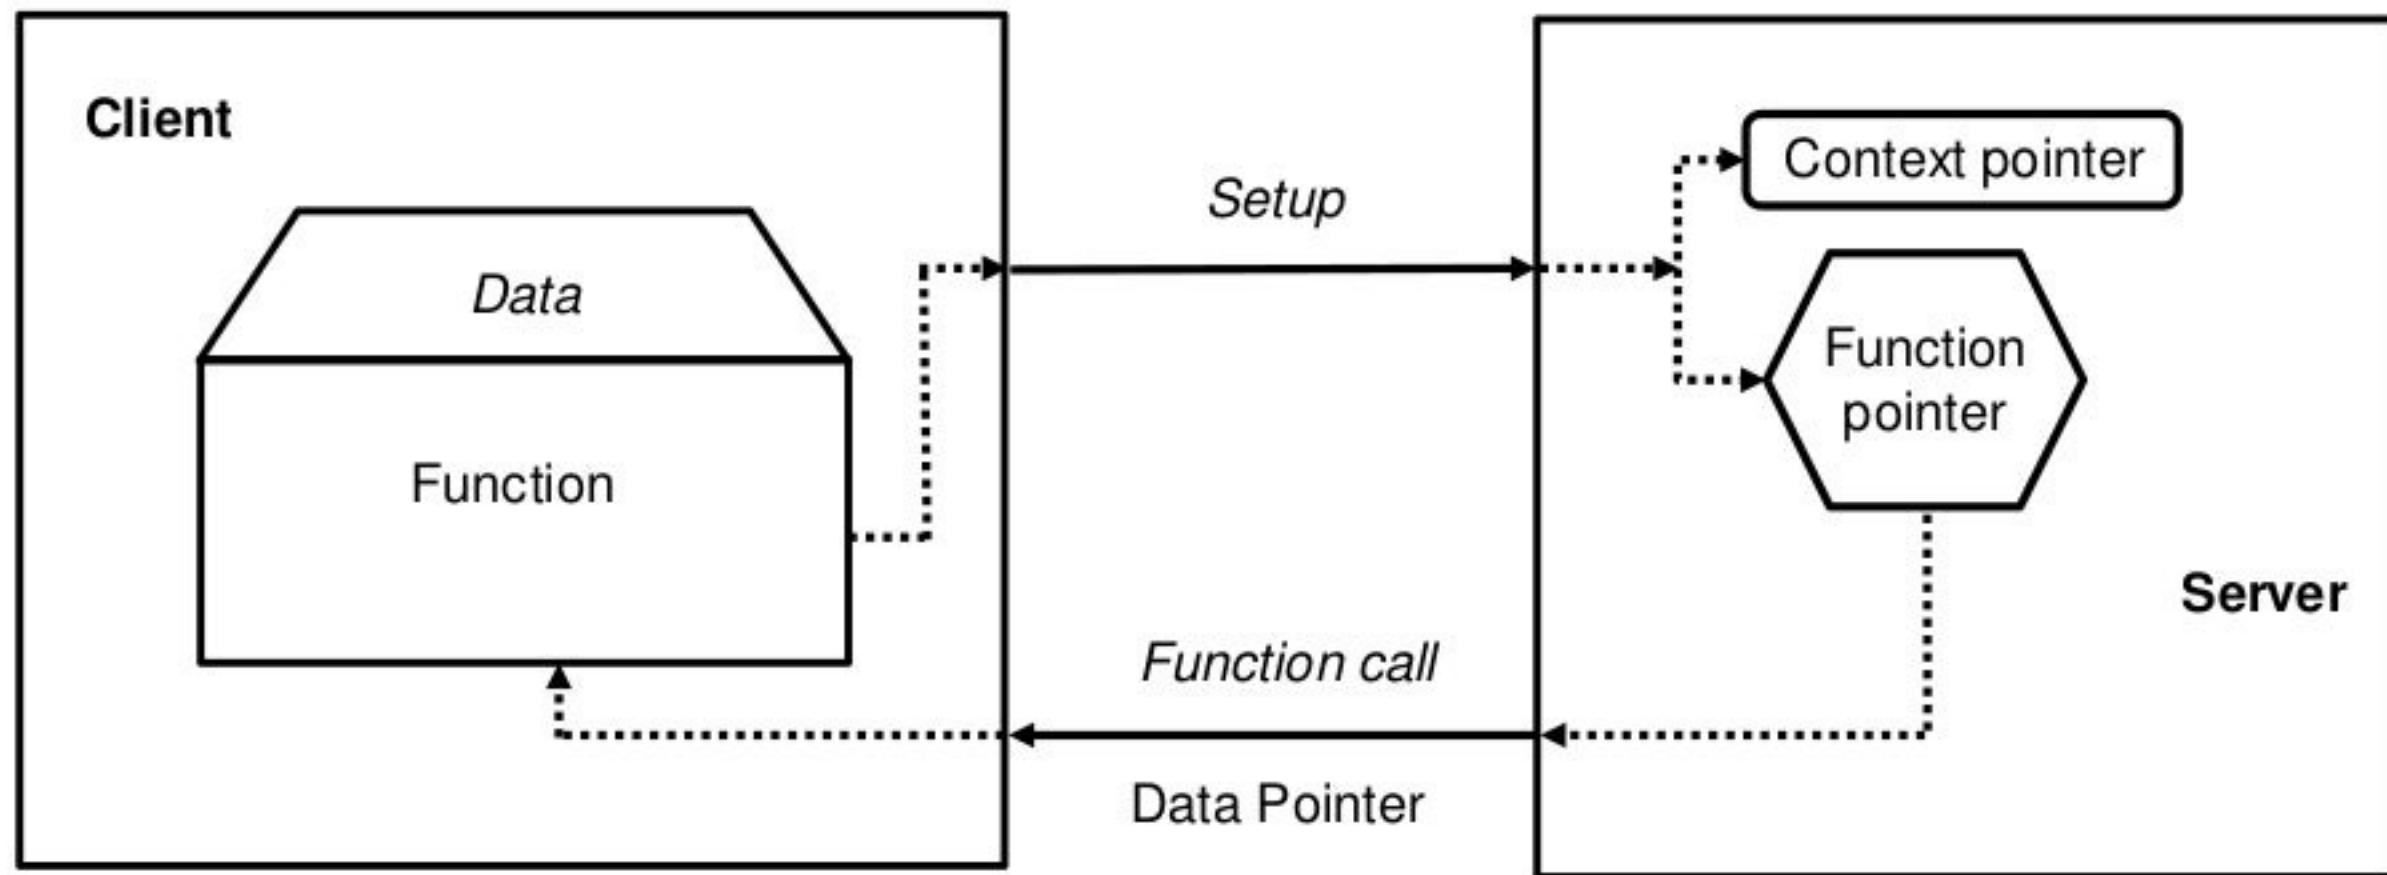 Client
Data
Function
Setup
Function call
Data Pointer
Context pointer
Function
pointer
Server